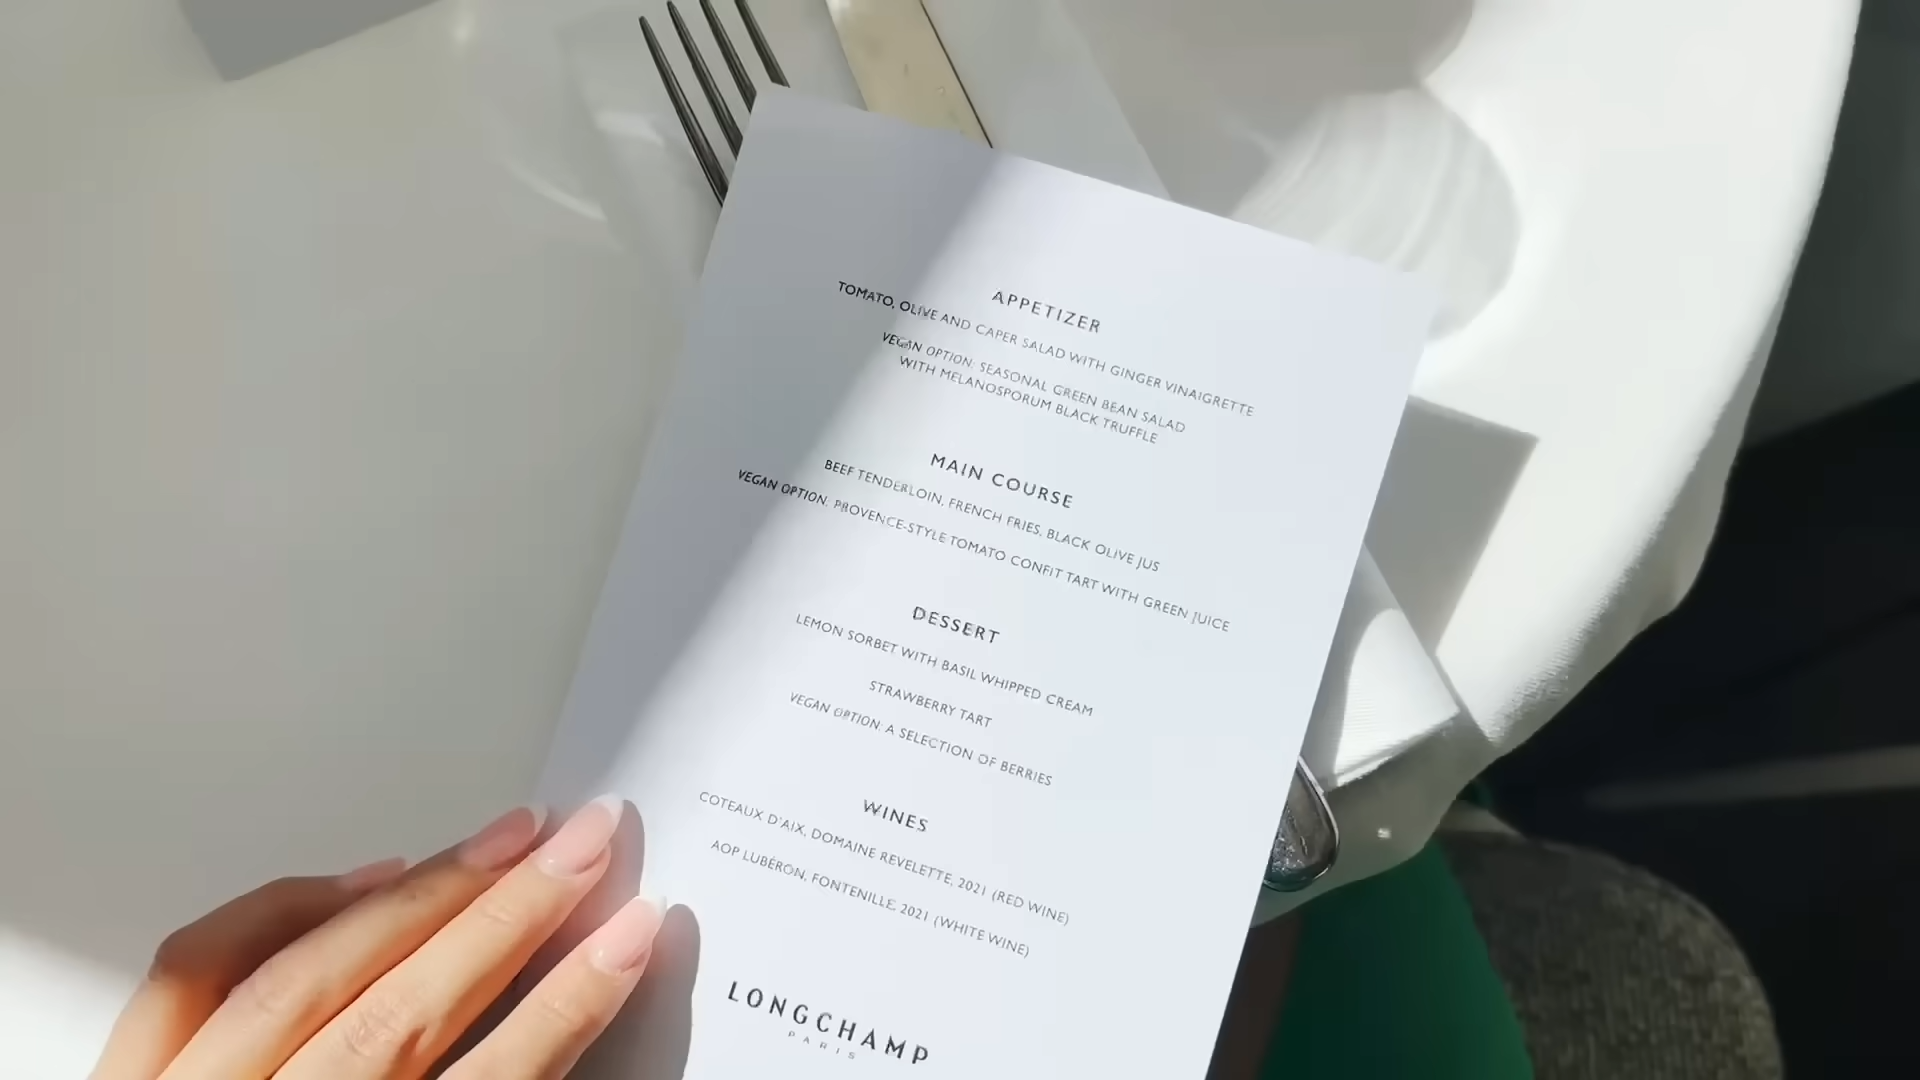 APPETIZER
TOMATO, OLIVE AND CAPER SALAD WITH GINGER VINAIGRETTE
VEGAN OPTION: SEASONAL GREEN BEAN SALAD
WITH MELANOSPORUM BLACK TRUFFLE
MAIN COURSE
BEEF TENDERLOIN, FRENCH FRIES, BLACK OLIVE JUS
VEGAN OPTION: PROVENCE-STYLE TOMATO CONFIT TART WITH GREEN JUICE
DESSERT
LEMON SORBET WITH BASIL WHIPPED CREAM
STRAWBERRY TART
VEGAN OPTION: A SELECTION OF BERRIES
WINES
COTEAUX D'AIX, DOMAINE REVELETTE, 2021 (RED WINE)
AOP LUBÉRON, FONTENILLE, 2021 (WHITE WINE)
LONGCHAMP
PARIS